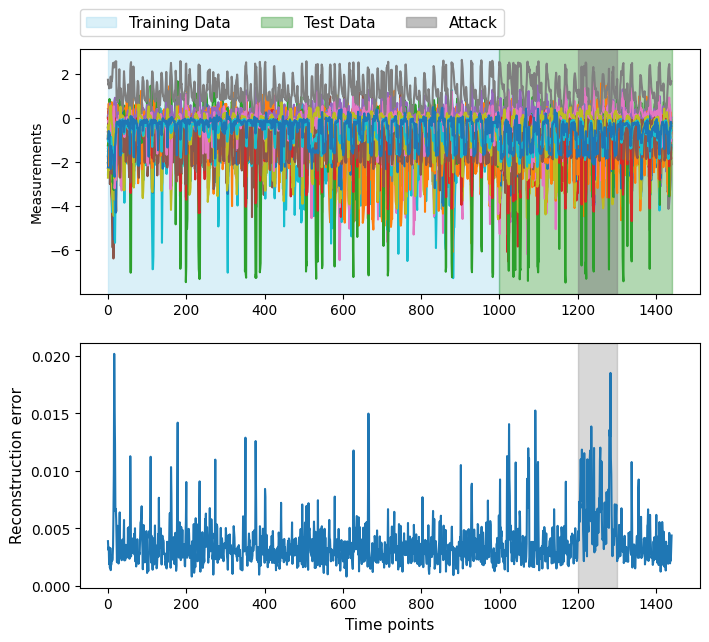 Training Data Test Data Attack
2
0
−2
−4
−6
Measurements
0 200 400 600 800 1000 1200 1400
0.020
0.015
0.010
0.005
0.000
Reconstruction error
0 200 400 600 800 1000 1200 1400
Time points